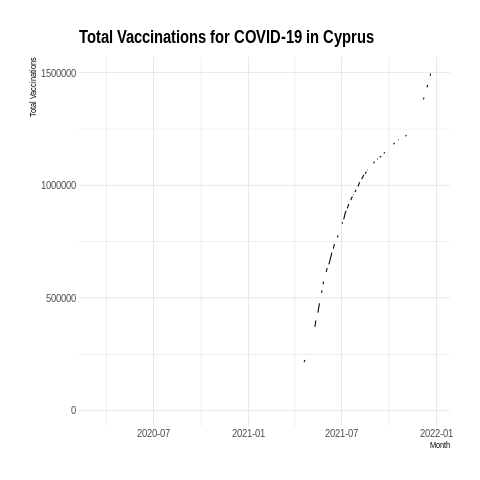 Total Vaccinations for COVID-19 in Cyprus
Total Vaccinations
1500000
1000000
500000
0
2020-07 2021-01 2021-07 2022-01
Month